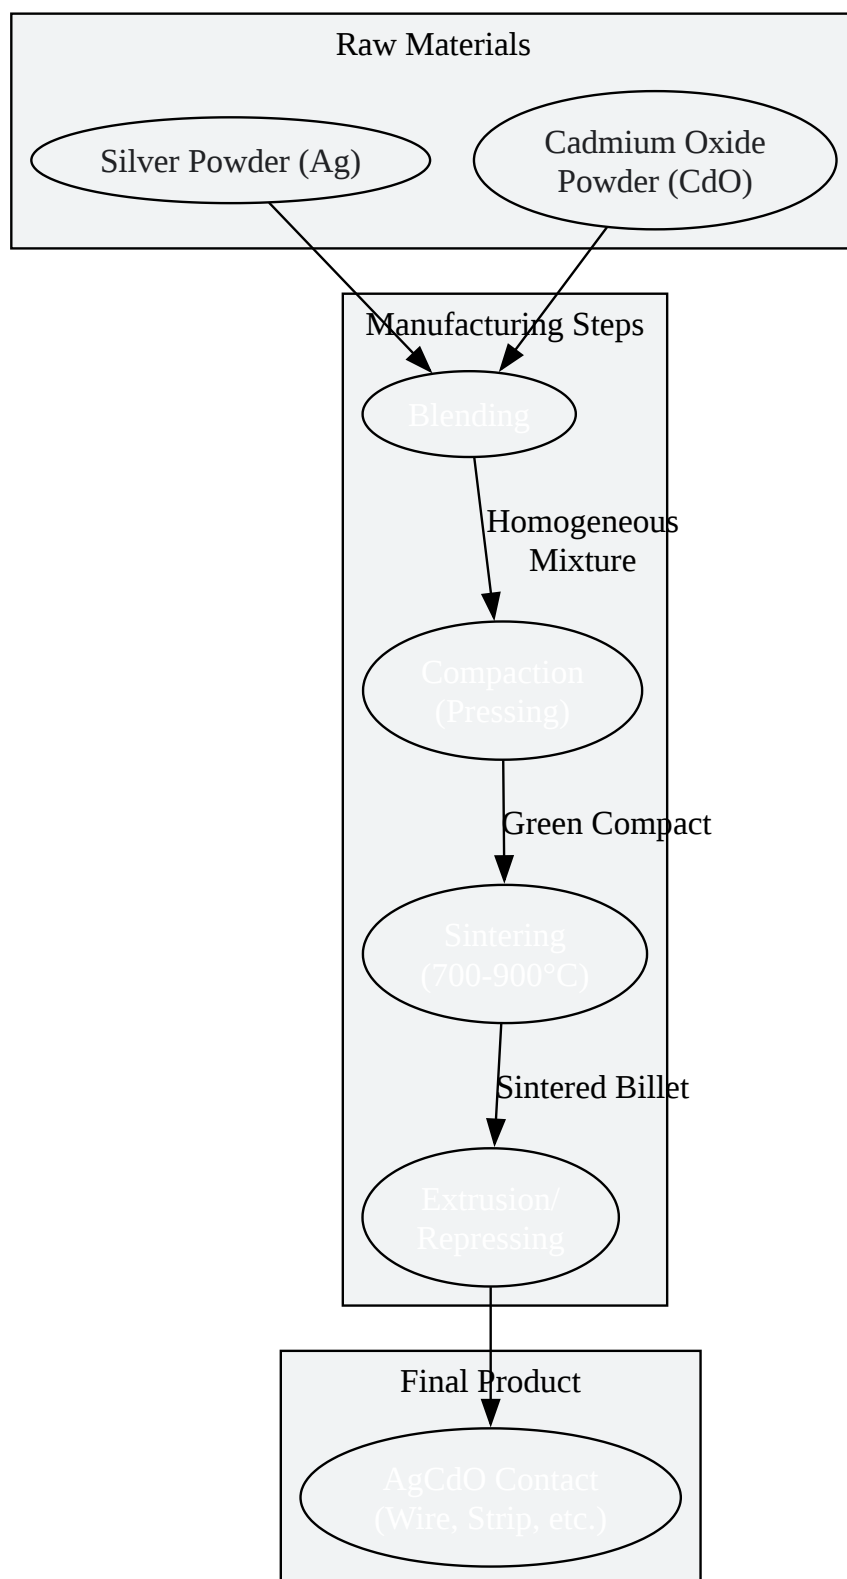 Raw Materials
Silver Powder (Ag)
Cadmium Oxide
Powder (CdO)
Manufacturing Steps
Blending
Homogeneous
Mixture
Compaction
(Pressing)
Green Compact
Sintering
(700-900°C)
Sintered Billet
Extrusion/
Repressing
Final Product
AgCdO Contact
(Wire, Strip, etc.)